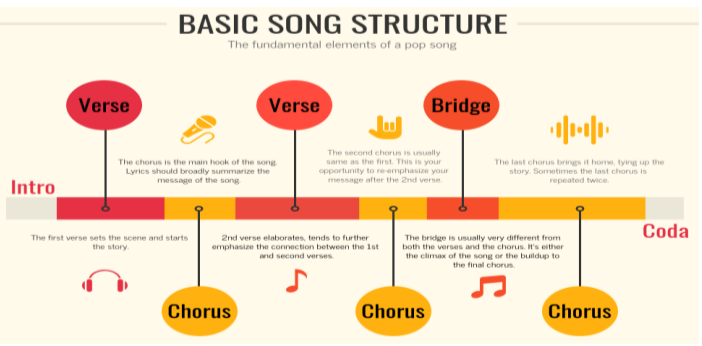 BASIC SONG STRUCTURE
The fundamental elements of a pop song
Verse
Verse
Bridge
The chorus is the main hook of the song.
Lyrics should broadly summarize the
message of the song.
The second chorus is usually
same as the first. This is your
opportunity to re-emphasize your
message after the 2nd verse.
The last chorus brings it home, tying up the
story. Sometimes the last chorus is
repeated twice.
Intro
Coda
The first verse sets the scene and starts
the story.
2nd verse elaborates, tends to further
emphasize the connection between the 1st
and second verses.
The bridge is usually very different from
both the verses and the chorus. It's either
the climax of the song or the buildup to
the final chorus.
Chorus
Chorus
Chorus